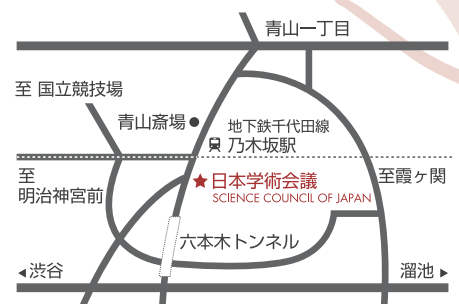 青山一丁目
至 国立競技場
青山斎場
地下鉄千代田線
乃木坂駅
至
明治神宮前
日本学術会議
SCIENCE COUNCIL OF JAPAN
至霞ヶ関
六本木トンネル
渋谷
溜池